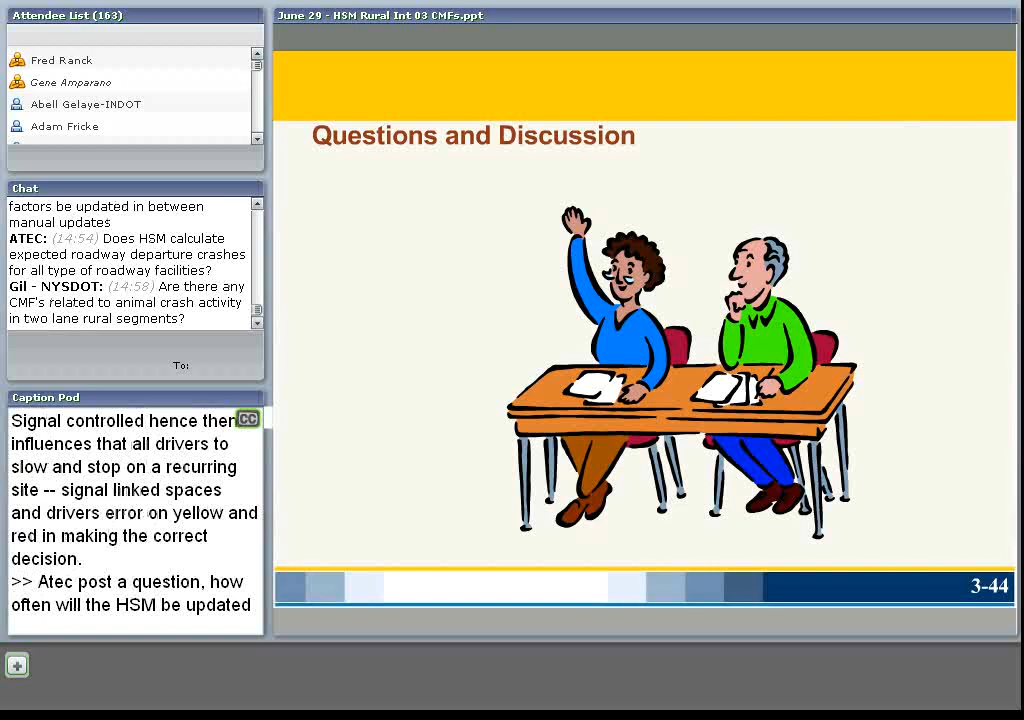 Attendee List (163)
Fred Ranck
Gene Amparano
Abell Gelaye-INDOT
Adam Fricke
Chat
factors be updated in between
manual updates
ATEC: (14:54) Does HSM calculate
expected roadway departure crashes
for all type of roadway facilities?
Gil - NYSDOT: (14:58) Are there any
CMF's related to animal crash activity
in two lane rural segments?
To:
Caption Pod
Signal controlled hence ther
CC
influences that all drivers to
slow and stop on a recurring
site -- signal linked spaces
and drivers error on yellow and
red in making the correct
decision.
>> Atec post a question, how
often will the HSM be updated
June 29 - HSM Rural Int 03 CMFs.ppt
Questions and Discussion
3-44